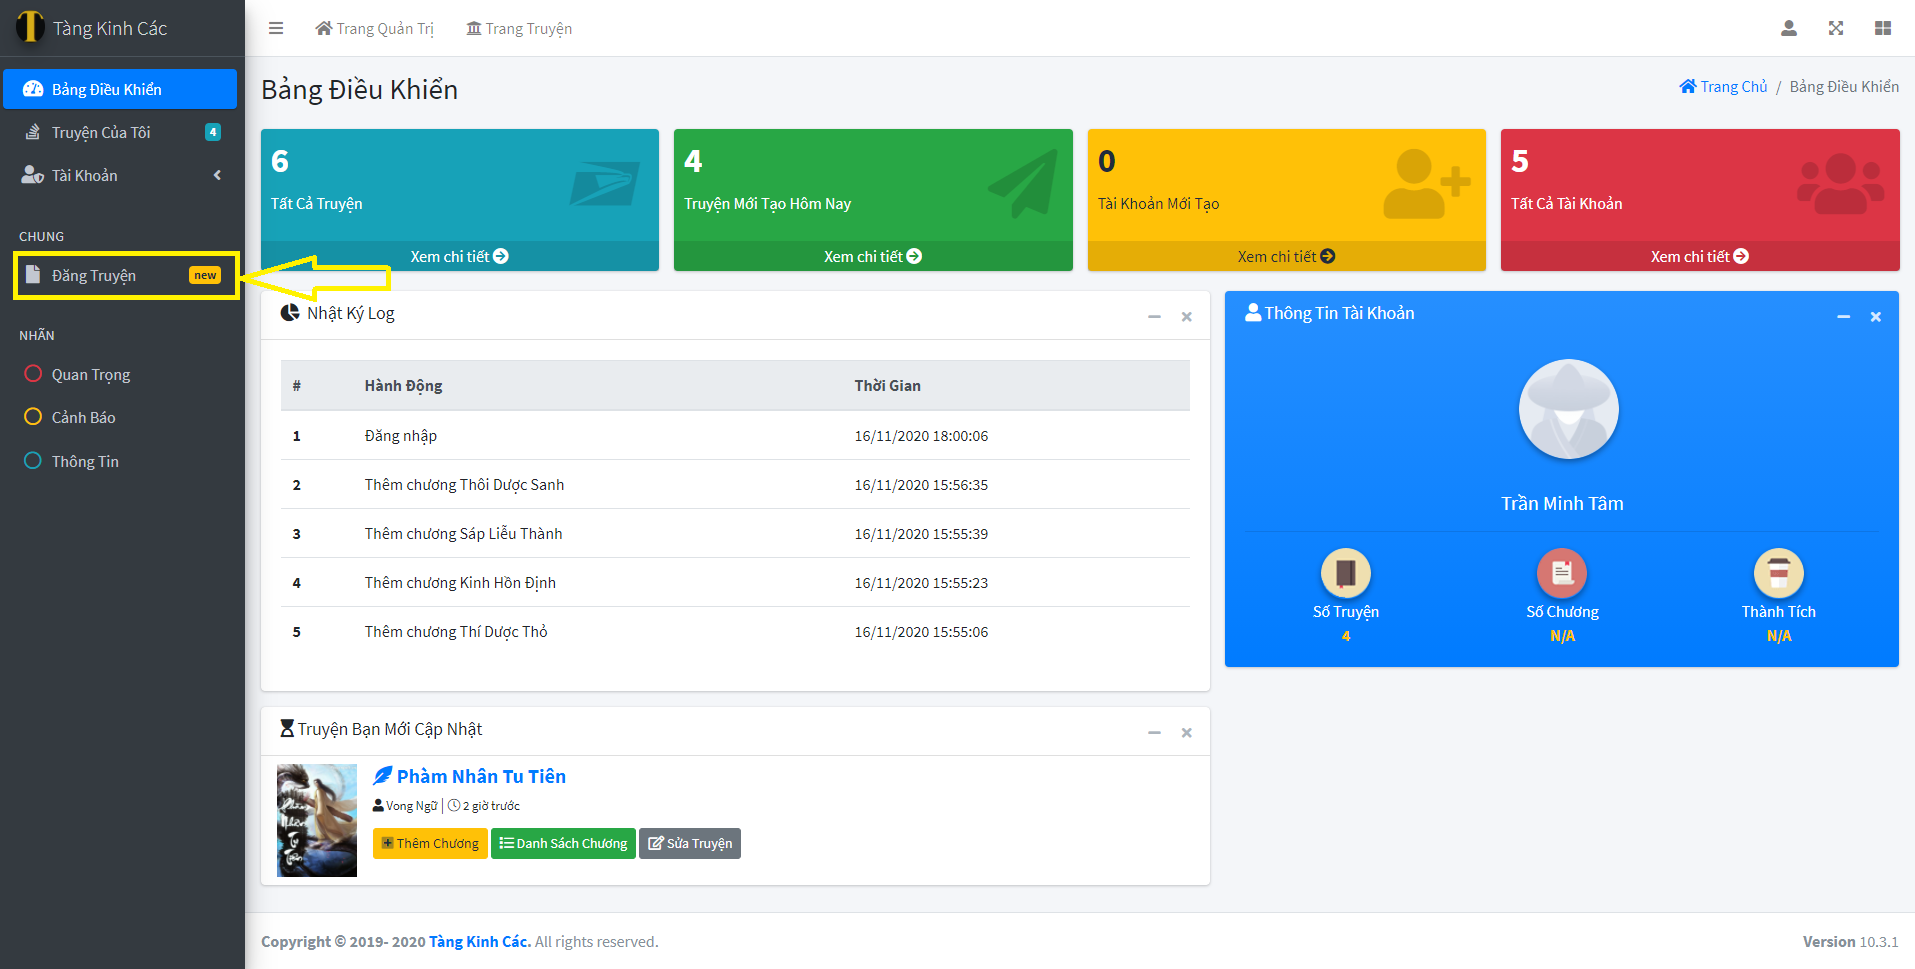 Tàng Kinh Các
Trang Quản Trị
Trang Truyện
Bảng Điều Khiển
Truyện Của Tôi
4
Tài Khoản
CHUNG
Đăng Truyện
new
NHÃN
Quan Trọng
Cảnh Báo
Thông Tin
Bảng Điều Khiển
Trang Chủ / Bảng Điều Khiển
6
Tất Cả Truyện
Xem chi tiết
4
Truyện Mới Tạo Hôm Nay
Xem chi tiết
0
Tài Khoản Mới Tạo
Xem chi tiết
5
Tất Cả Tài Khoản
Xem chi tiết
Nhật Ký Log
# Hành Động Thời Gian
1 Đăng nhập 16/11/2020 18:00:06
2 Thêm chương Thôi Dược Sanh 16/11/2020 15:56:35
3 Thêm chương Sáp Liễu Thành 16/11/2020 15:55:39
4 Thêm chương Kinh Hồn Định 16/11/2020 15:55:23
5 Thêm chương Thí Dược Thỏ 16/11/2020 15:55:06
Thông Tin Tài Khoản
Trần Minh Tâm
Số Truyện
4
Số Chương
N/A
Thành Tích
N/A
Truyện Bạn Mới Cập Nhật
Phàm Nhân Tu Tiên
Phàm Nhân Tu Tiên
Vong Ngữ | 2 giờ trước
Thêm Chương
Danh Sách Chương
Sửa Truyện
Copyright © 2019- 2020 Tàng Kinh Các. All rights reserved.
Version 10.3.1